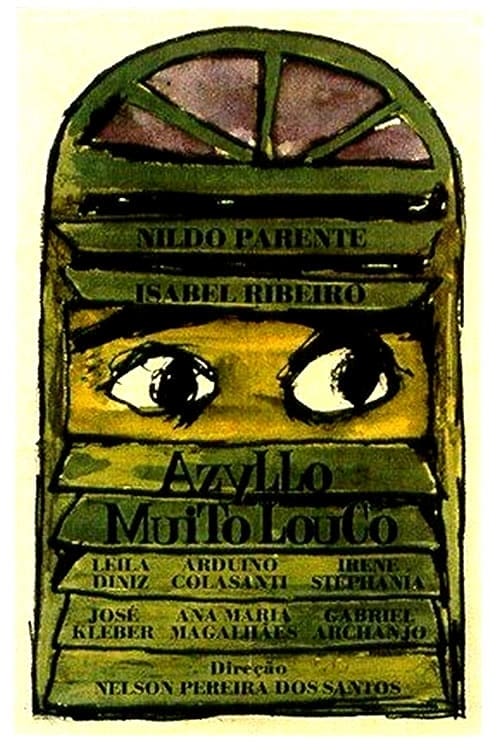 NILDO PARENTE
ISABEL RIBEIRO
AzyLLo
MuiTo LouCo
LEILA DINIZ
ARDUINO COLASANTI
IRENE STEPHANIA
JOSÉ KLEBER
ANA MARIA MAGALHÃES
GABRIEL ARCHANJO
Direção
NELSON PEREIRA DOS SANTOS